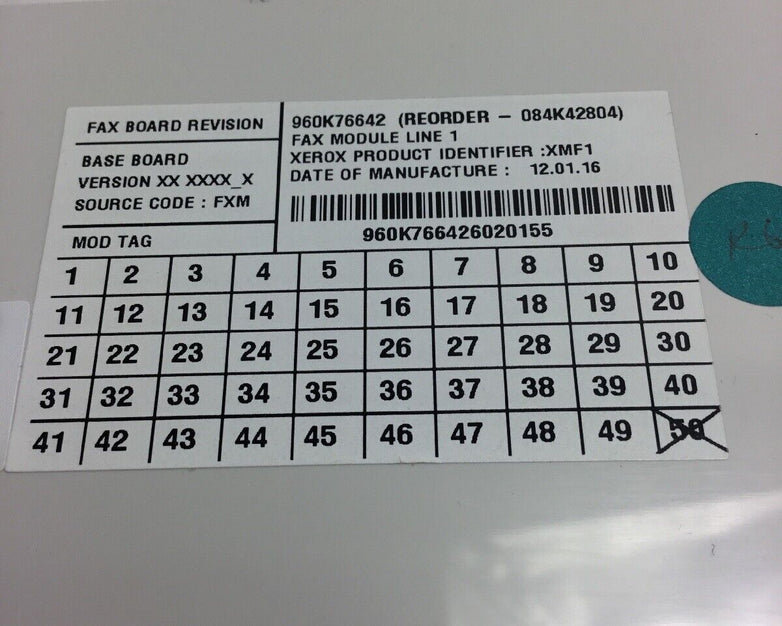 FAX BOARD REVISION
BASE BOARD
VERSION XX XXXX_X
SOURCE CODE : FXM
MOD TAG
960K76642 (REORDER – 084K42804)
FAX MODULE LINE 1
XEROX PRODUCT IDENTIFIER :XMF1
DATE OF MANUFACTURE : 12.01.16
960K766426020155
1 2 3 4 5 6 7 8 9 10
11 12 13 14 15 16 17 18 19 20
21 22 23 24 25 26 27 28 29 30
31 32 33 34 35 36 37 38 39 40
41 42 43 44 45 46 47 48 49 50